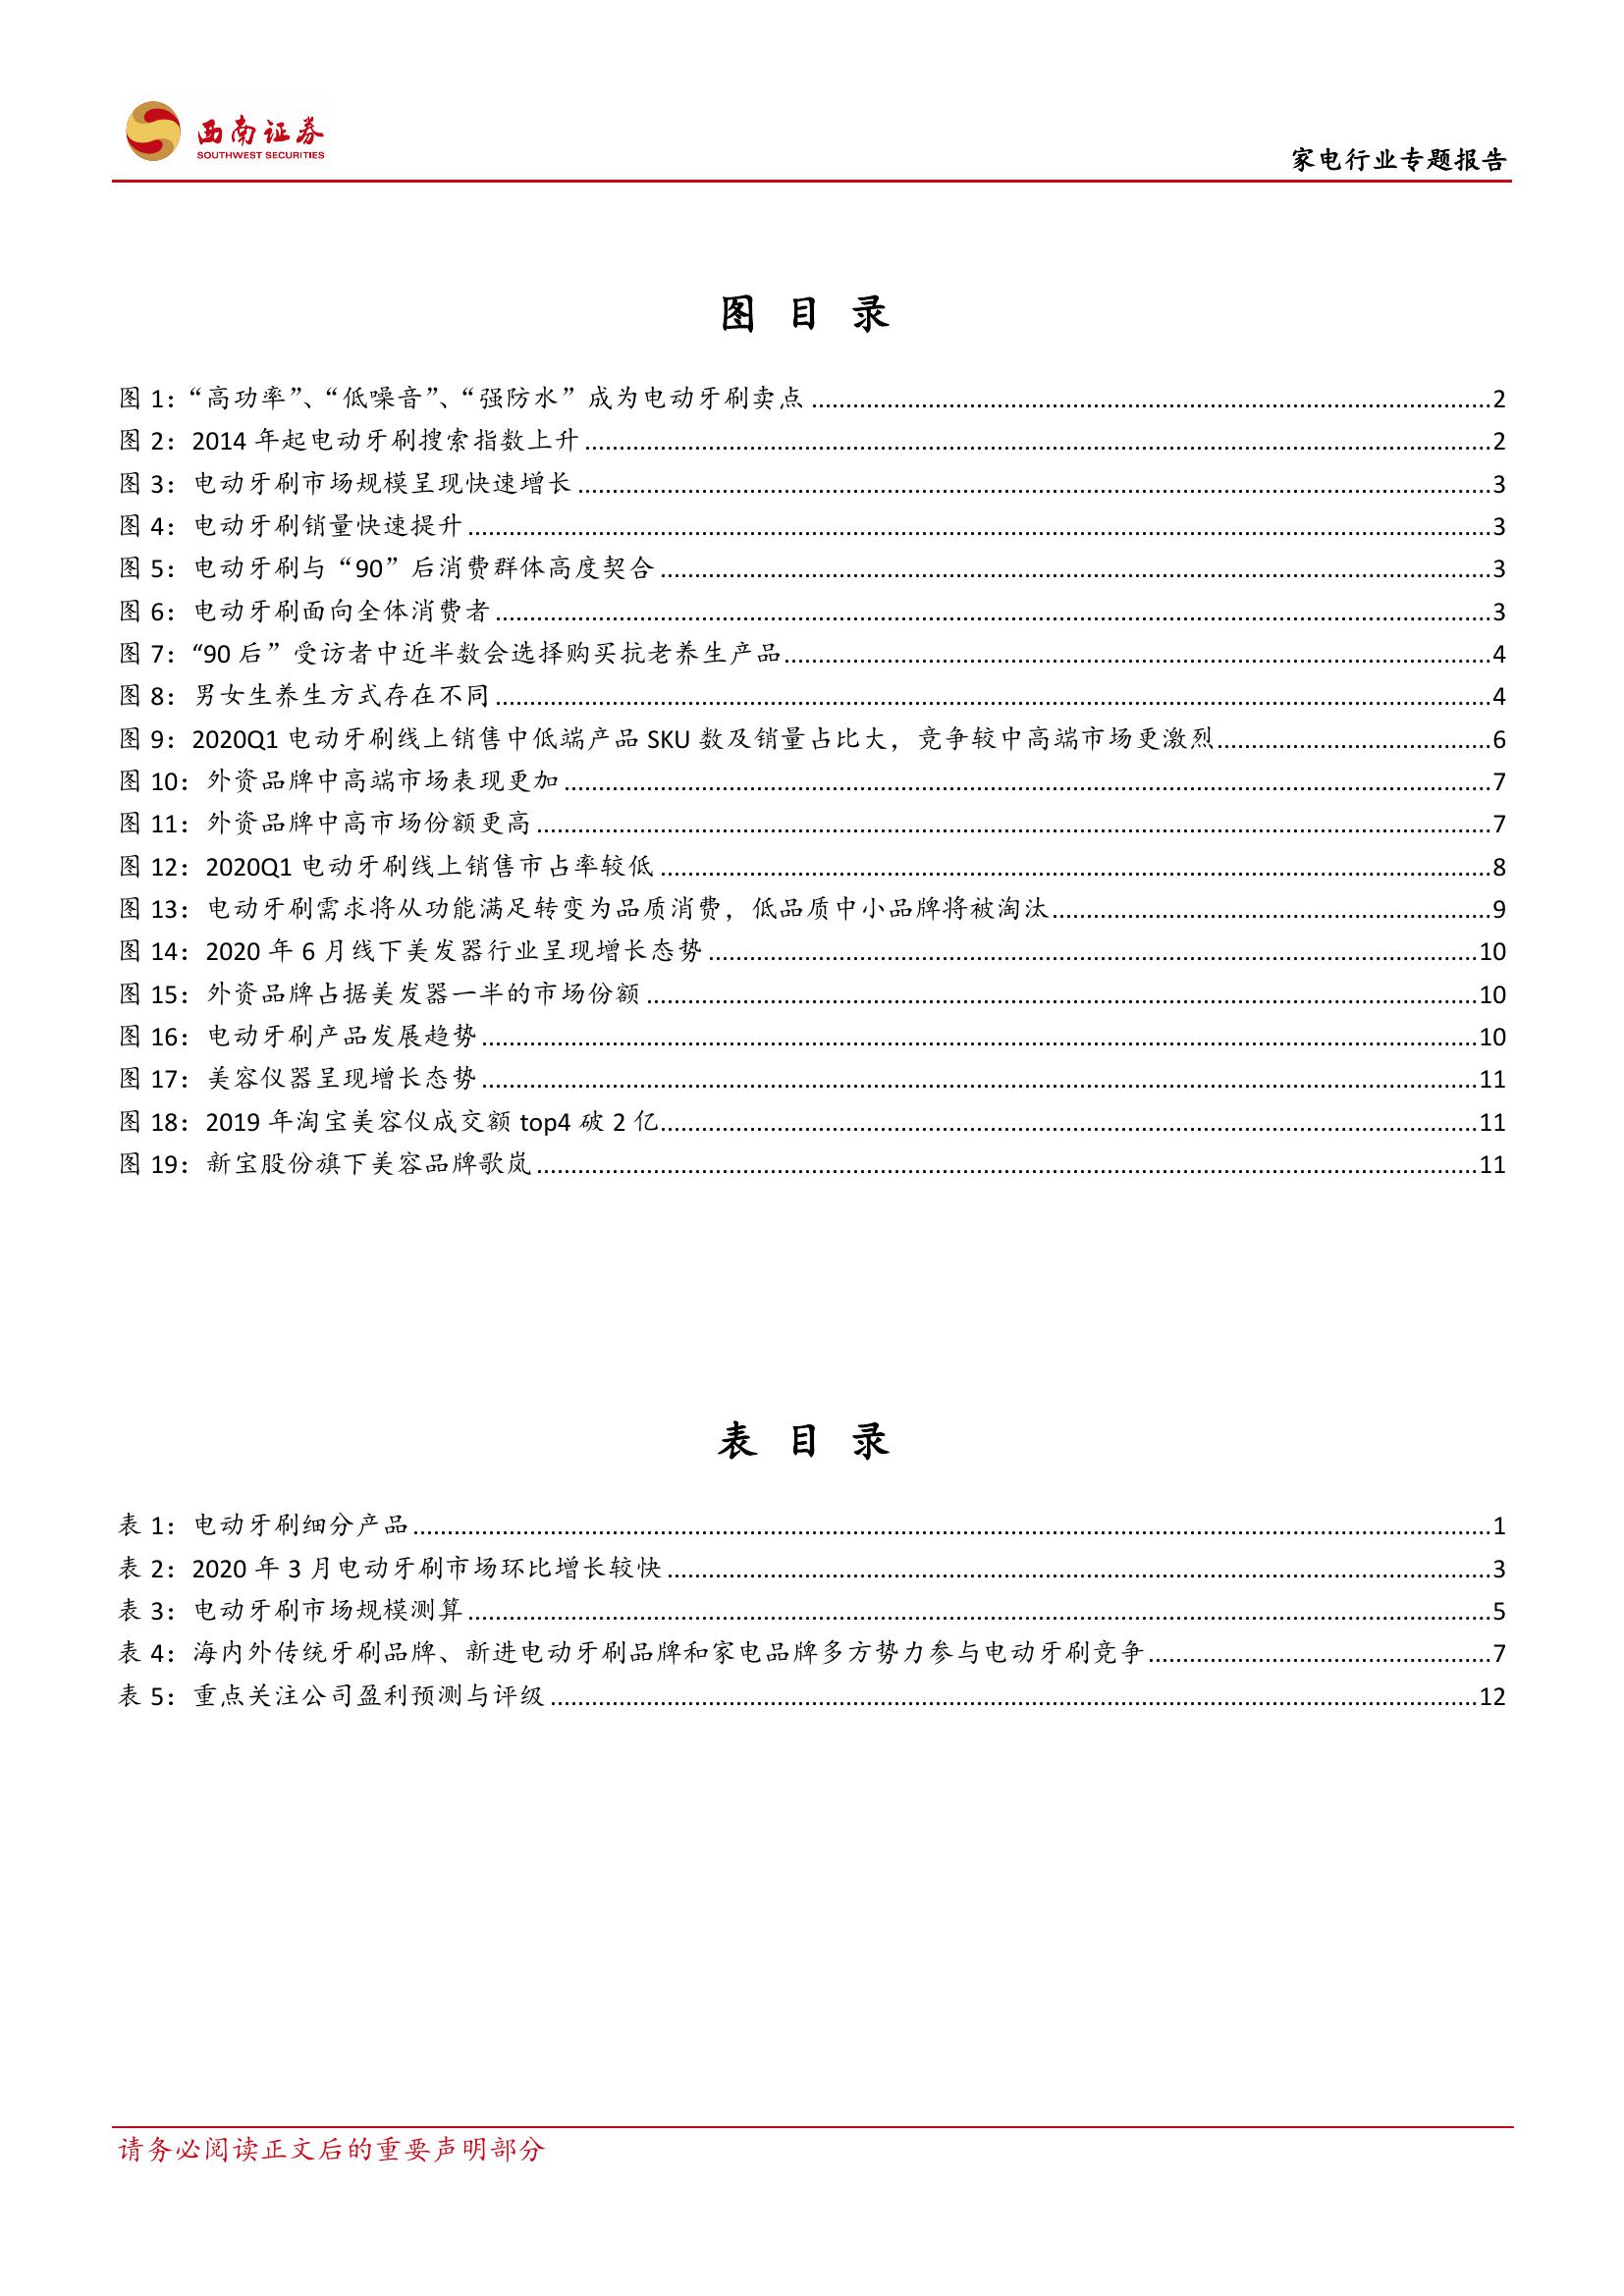 西南证券
SOUTHWEST SECURITIES
家电行业专题报告
图 目 录
图 1：“高功率”、“低噪音”、“强防水”成为电动牙刷卖点 ........ 2
图 2：2014 年起电动牙刷搜索指数上升 ........ 2
图 3：电动牙刷市场规模呈现快速增长 ........ 3
图 4：电动牙刷销量快速提升 ........ 3
图 5：电动牙刷与“90”后消费群体高度契合 ........ 3
图 6：电动牙刷面向全体消费者 ........ 3
图 7：“90 后”受访者中近半数会选择购买抗老养生产品 ........ 4
图 8：男女生养生方式存在不同 ........ 4
图 9：2020Q1 电动牙刷线上销售中低端产品 SKU 数及销量占比大，竞争较中高端市场更激烈 ........ 6
图 10：外资品牌中高端市场表现更加 ........ 7
图 11：外资品牌中高市场份额更高 ........ 7
图 12：2020Q1 电动牙刷线上销售市占率较低 ........ 8
图 13：电动牙刷需求将从功能满足转变为品质消费，低品质中小品牌将被淘汰 ........ 9
图 14：2020 年 6 月线下美发器行业呈现增长态势 ........ 10
图 15：外资品牌占据美发器一半的市场份额 ........ 10
图 16：电动牙刷产品发展趋势 ........ 10
图 17：美容仪器呈现增长态势 ........ 11
图 18：2019 年淘宝美容仪成交额 top4 破 2 亿 ........ 11
图 19：新宝股份旗下美容品牌歌岚 ........ 11
表 目 录
表 1：电动牙刷细分产品 ........ 1
表 2：2020 年 3 月电动牙刷市场环比增长较快 ........ 3
表 3：电动牙刷市场规模测算 ........ 5
表 4：海内外传统牙刷品牌、新进电动牙刷品牌和家电品牌多方势力参与电动牙刷竞争 ........ 7
表 5：重点关注公司盈利预测与评级 ........ 12
请务必阅读正文后的重要声明部分